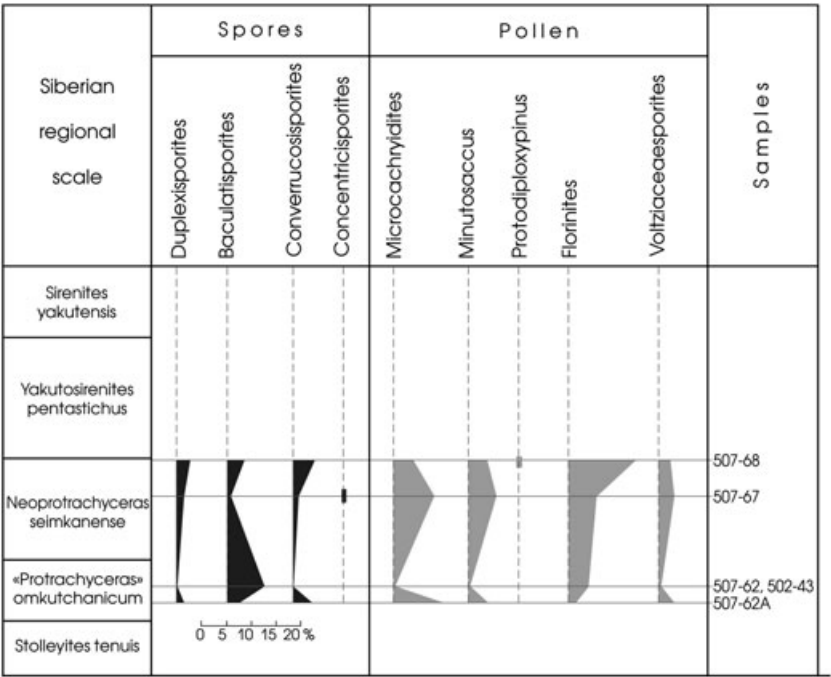 Siberian
regional
scale
Spores
Pollen
Duplexisporites
Baculatisporites
Converrucosisporites
Concentricisporites
Microcachryidites
Minutosaccus
Protodiploxypinus
Florinites
Voltziaceaesporites
Samples
Sirenites
yakutensis
Yakutosirenites
pentastichus
Neoprotrachyceras
seimkanense
«Protrachyceras»
omkutchanicum
Stolleyites tenuis
507-68
507-67
507-62, 502-43
507-62A
0 5 10 15 20 %